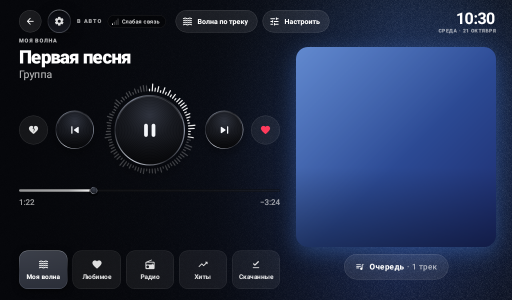 В АВТО
Слабая связь
Волна по треку
Настроить
10:30
СРЕДА · 21 ОКТЯБРЯ
МОЯ ВОЛНА
Первая песня
Группа
1:22
−3:24
Моя волна
Любимое
Радио
Хиты
Скачанные
Очередь · 1 трек